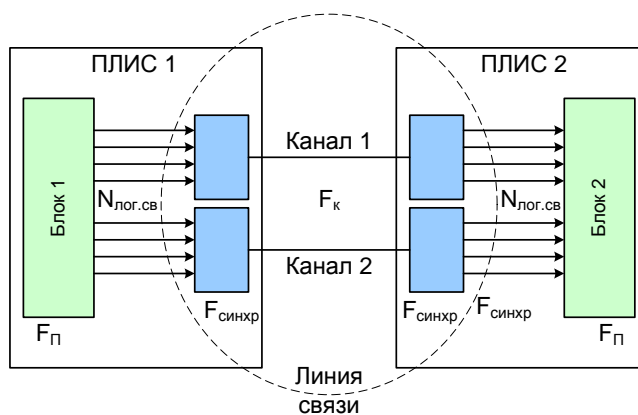 ПЛИС 1
ПЛИС 2
Канал 1
Блок 1
Nлог.св
Fк
Nлог.св
Блок 2
Канал 2
Fсинхр
Fсинхр
Fсинхр
FП
FП
Линия
связи